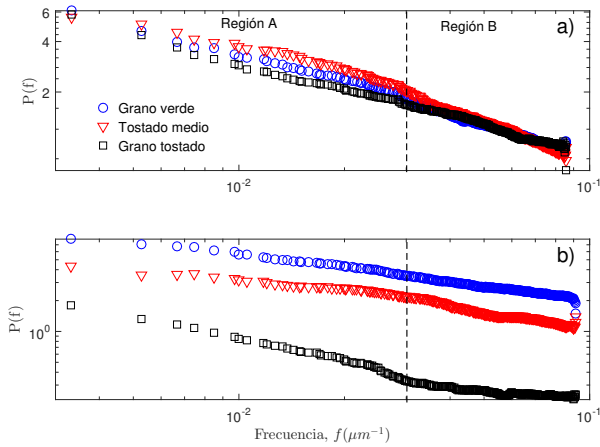 Región A
Región B
a)
6
2
P(f)
Grano verde
Tostado medio
Grano tostado
10^-2
10^-1
b)
P(f)
10^0
10^-2
10^-1
Frecuencia, f(μm^-1)